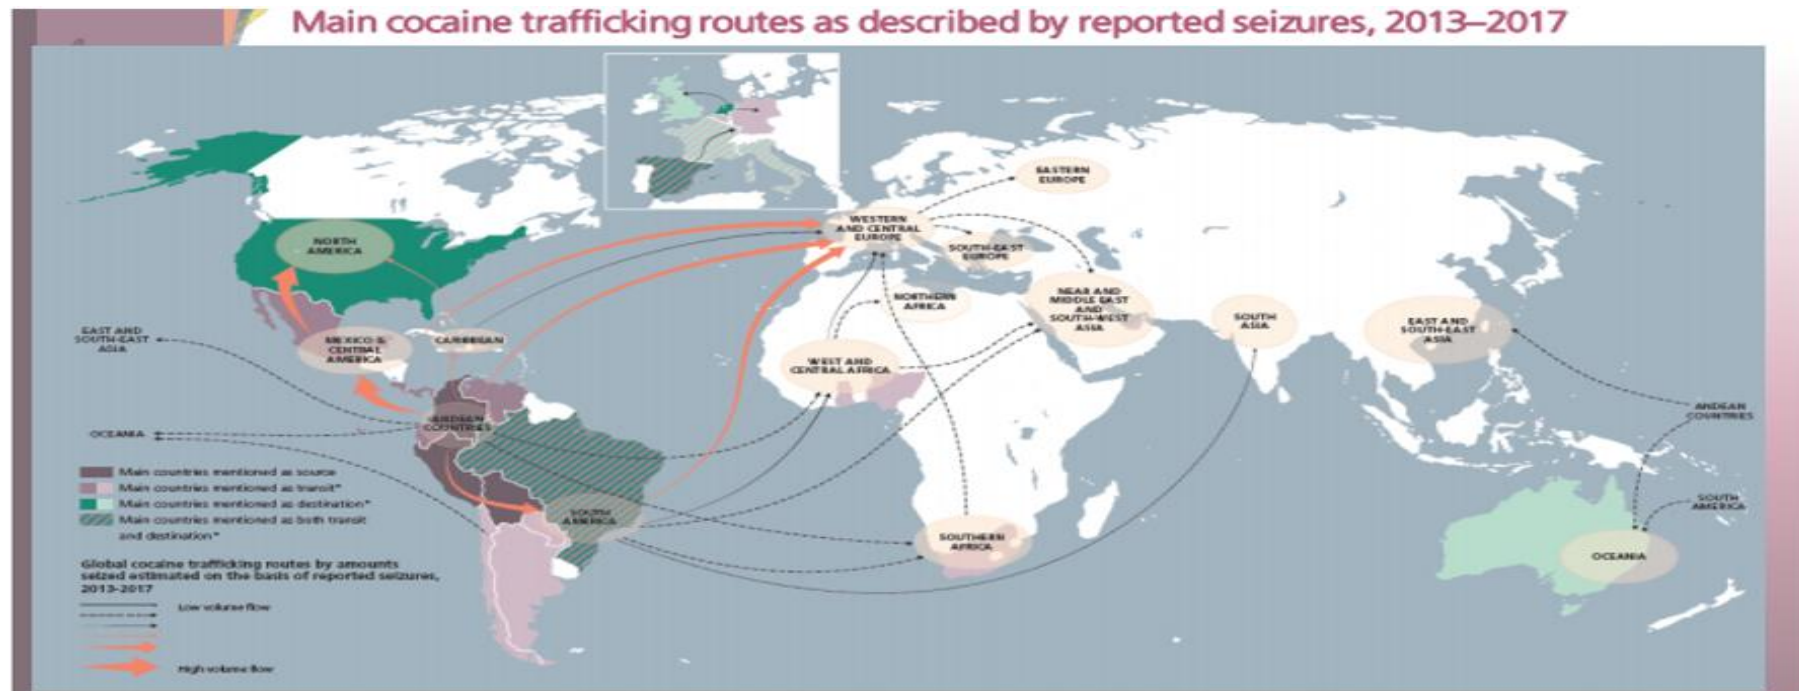 Main cocaine trafficking routes as described by reported seizures, 2013–2017
EASTERN
EUROPE
WESTERN
AND CENTRAL
EUROPE
NORTH
AMERICA
SOUTH-EAST
EUROPE
NEAR AND
MIDDLE EAST
AND
SOUTH-WEST
ASIA
NORTHERN
AFRICA
SOUTH
ASIA
EAST AND
SOUTH-EAST
ASIA
EAST AND
SOUTH-EAST
ASIA
MEXICO &
CENTRAL
AMERICA
CARIBBEAN
WEST AND
CENTRAL AFRICA
ANDEAN
COUNTRIES
ANDEAN
COUNTRIES
OCEANIA
Main countries mentioned as source
Main countries mentioned as transit*
Main countries mentioned as destination*
Main countries mentioned as both transit
and destination*
SOUTH
AMERICA
SOUTH
AMERICA
SOUTHERN
AFRICA
OCEANIA
Global cocaine trafficking routes by amounts
seized estimated on the basis of reported seizures,
2013-2017
Low volume flow
High volume flow